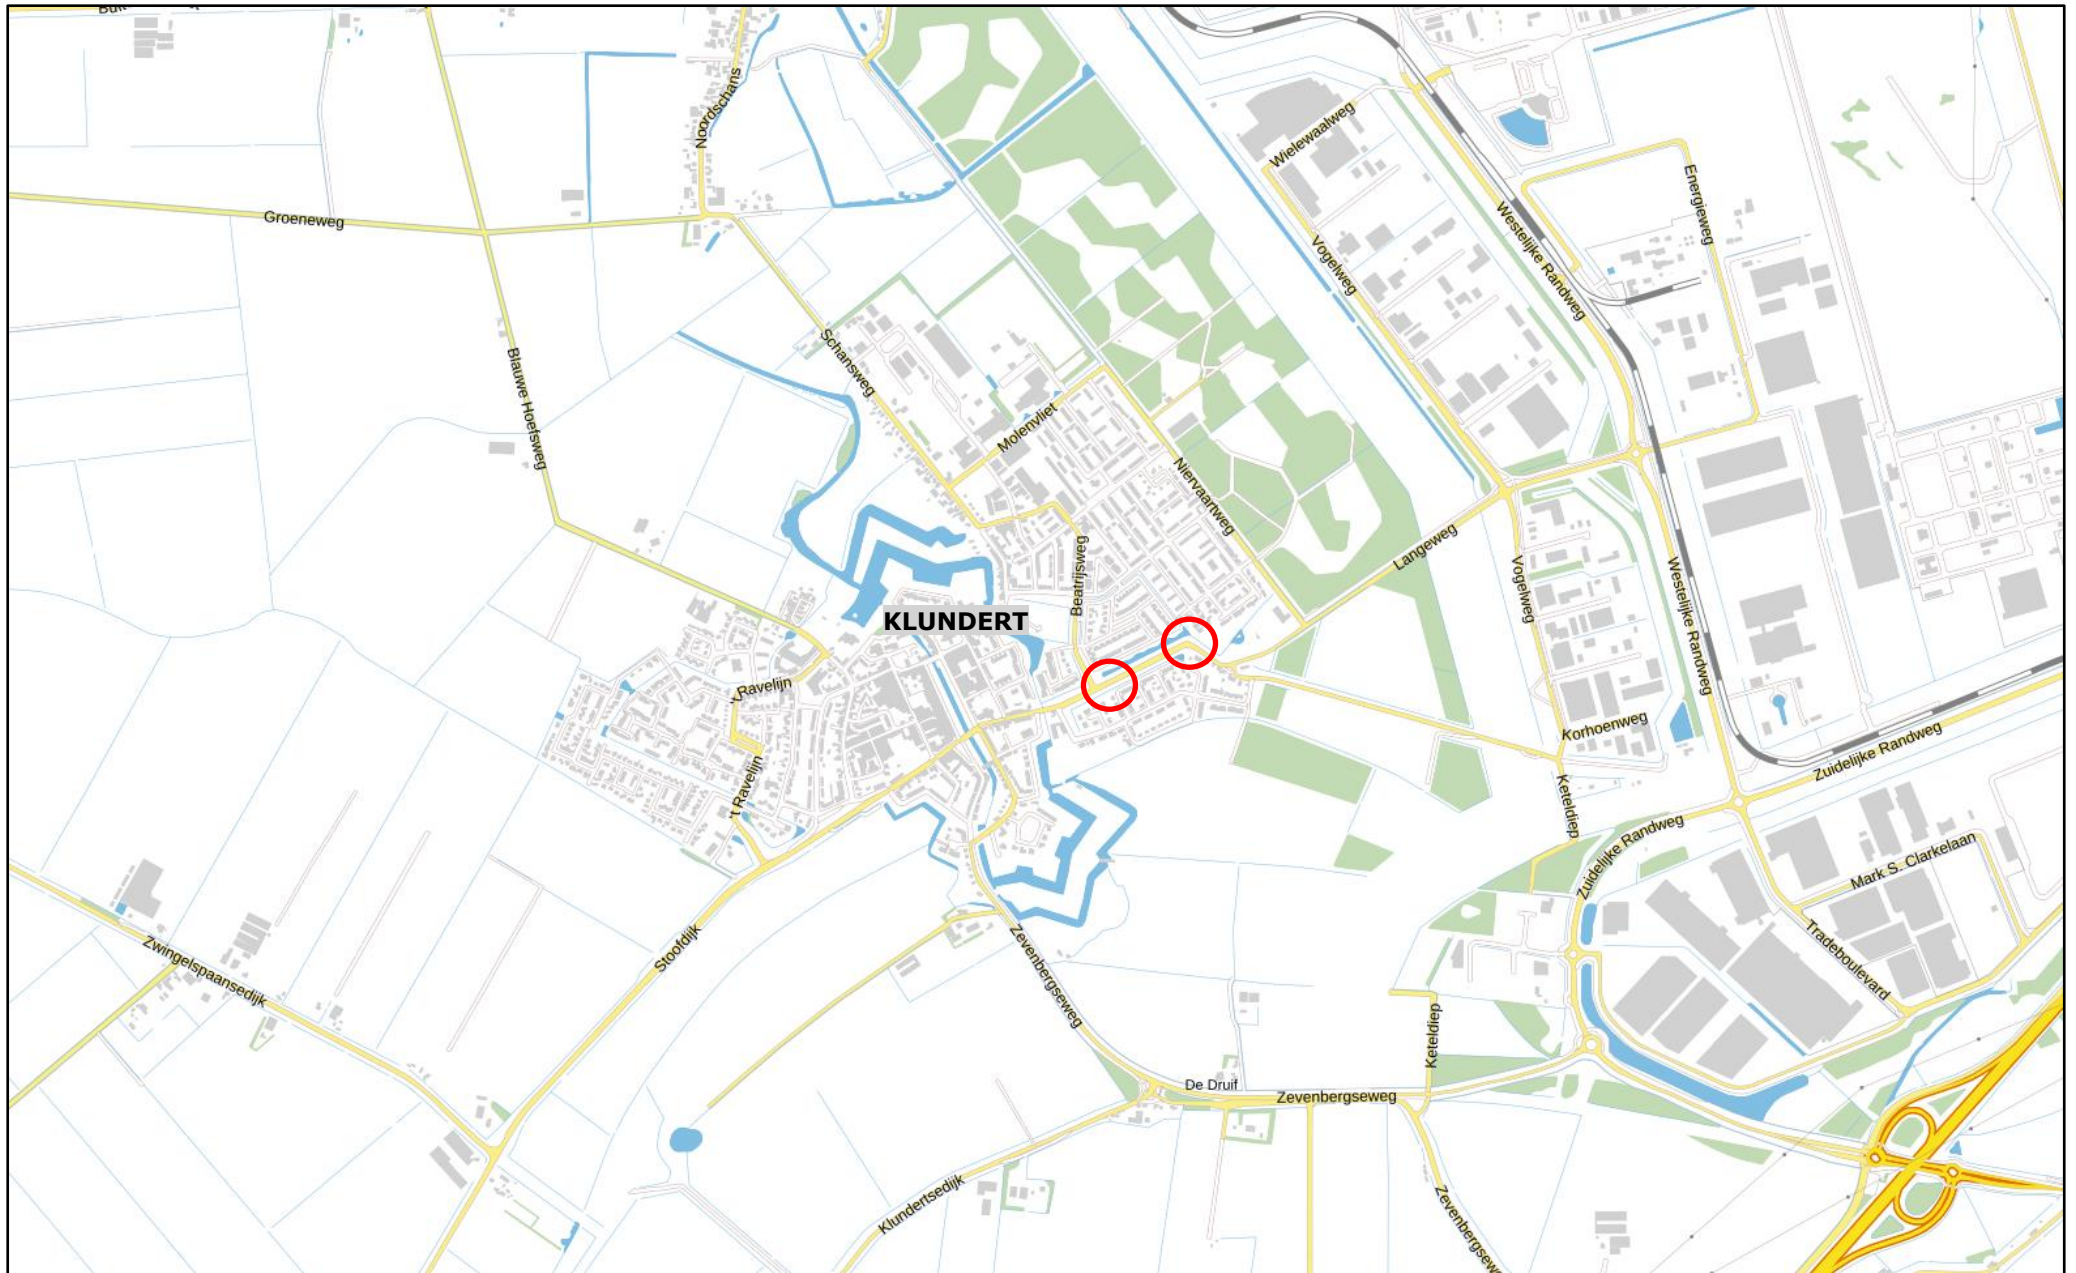 Noordschans
Wielewaalweg
Groeneweg
Energieweg
Westelijke Randweg
Vogelweg
Schansweg
Blauwe Hoefsweg
Molenvliet
Niervaartweg
Langeweg
Beatrijsweg
Vogelweg
Westelijke Randweg
KLUNDERT
't Ravelijn
Korhoenweg
Zuidelijke Randweg
't Ravelijn
Keteldiep
Zuidelijke Randweg
Mark S. Clarkelaan
Stoofdijk
Zwingelspaansedijk
Zevenbergseweg
Tradeboulevard
Keteldiep
De Druif
Zevenbergseweg
Klundertsedijk
Zevenbergsewe